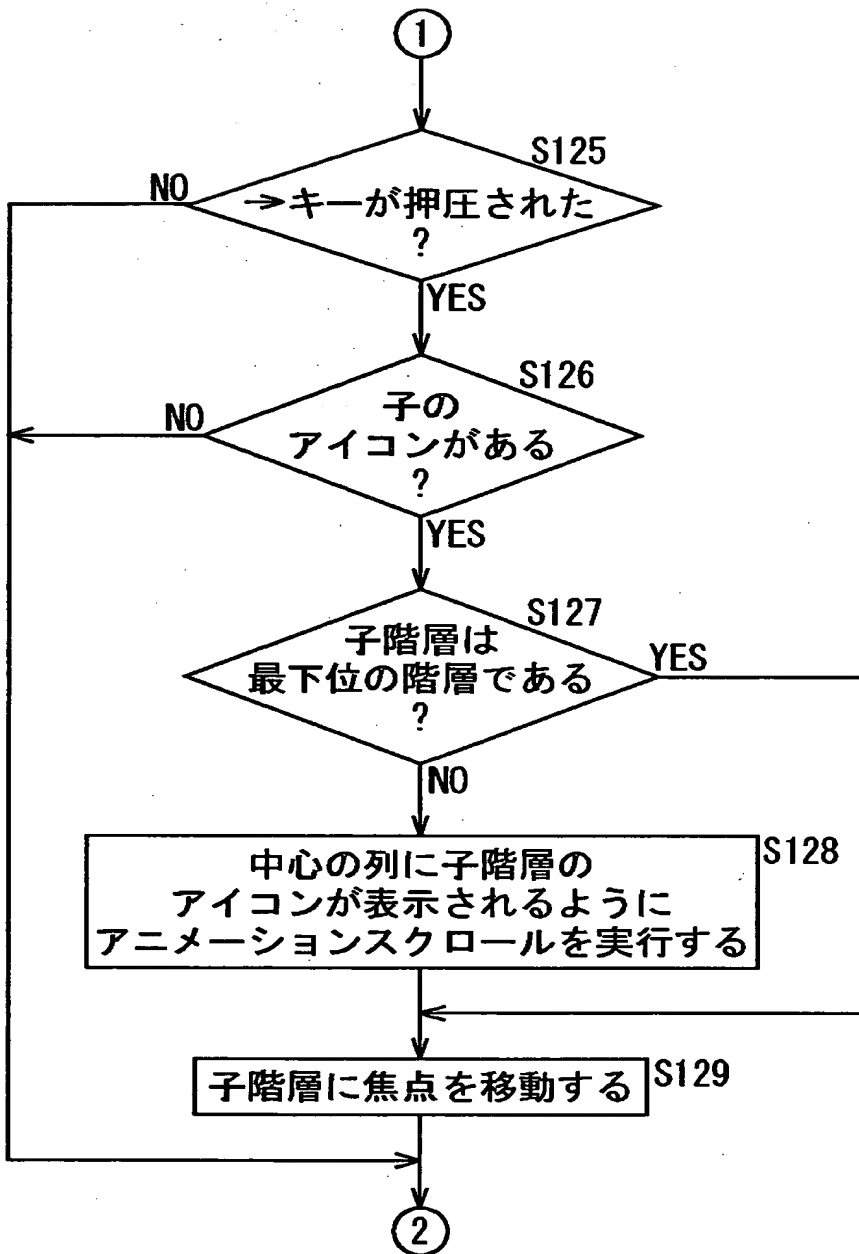 1
S125
NO
→キーが押圧された
?
YES
S126
NO
子の
アイコンがある
?
YES
S127
子階層は
最下位の階層である
?
YES
NO
S128
中心の列に子階層の
アイコンが表示されるように
アニメーションスクロールを実行する
子階層に焦点を移動する
S129
2